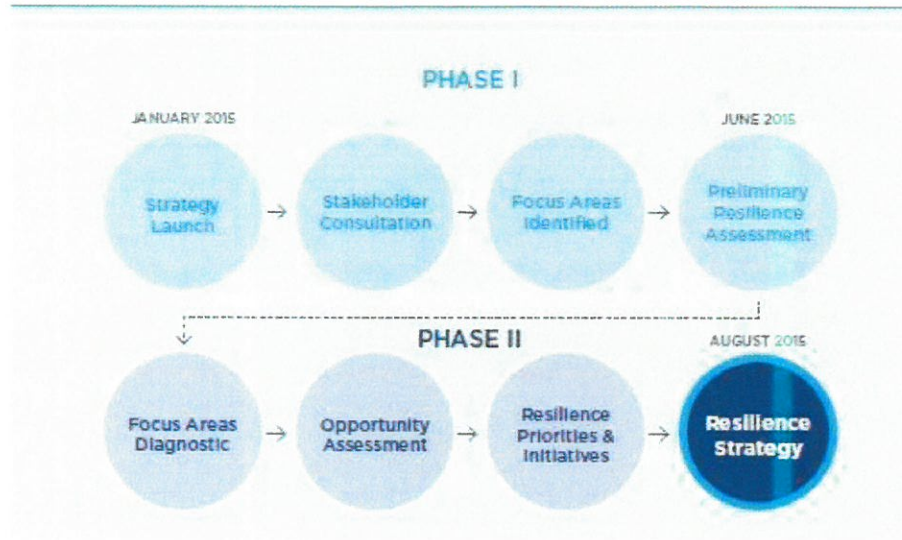 PHASE I
JANUARY 2015
JUNE 2015
Strategy
Launch
Stakeholder
Consultation
Focus Areas
Identified
Preliminary
Resilience
Assessment
PHASE II
AUGUST 2015
Focus Areas
Diagnostic
Opportunity
Assessment
Resilience
Priorities &
Initiatives
Resilience
Strategy